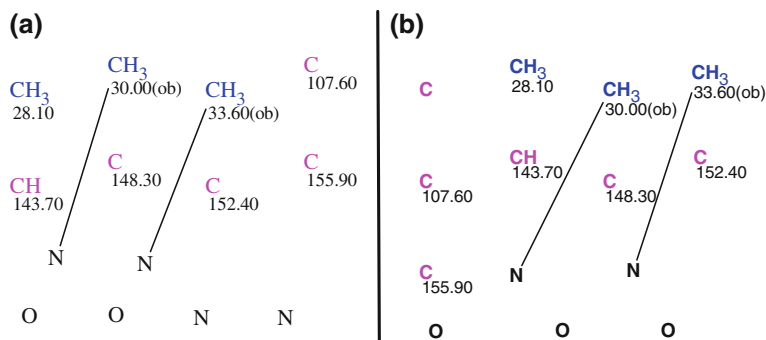 (a)
CH3 28.10
CH3 30.00(ob)
CH3 33.60(ob)
C 107.60
CH 143.70
C 148.30
C 152.40
C 155.90
N N
O O N N
(b)
C
CH3 28.10
CH3 30.00(ob)
CH3 33.60(ob)
C 107.60
CH 143.70
C 148.30
C 152.40
C 155.90
N N
O O O